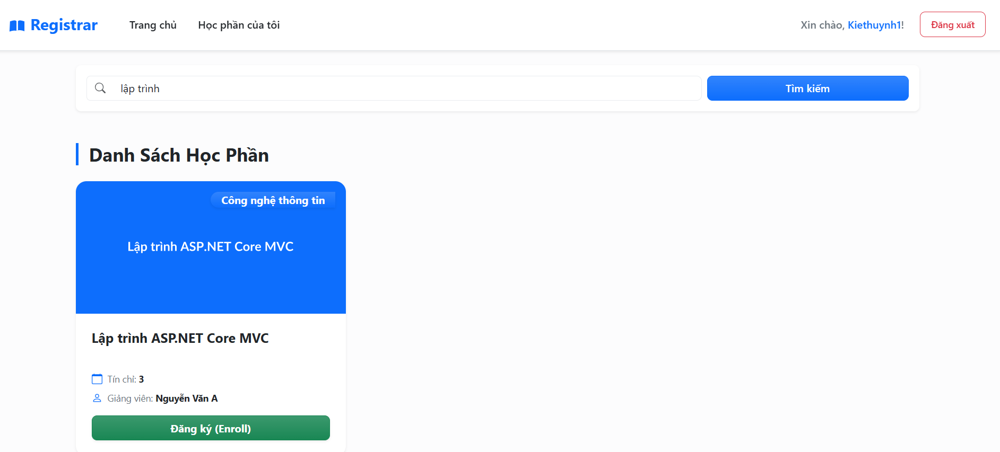 Registrar
Trang chủ
Học phần của tôi
Xin chào, Kiethuynh1!
Đăng xuất
lập trình
Tìm kiếm
Danh Sách Học Phần
Công nghệ thông tin
Lập trình ASP.NET Core MVC
Lập trình ASP.NET Core MVC
Tín chỉ: 3
Giảng viên: Nguyễn Văn A
Đăng ký (Enroll)